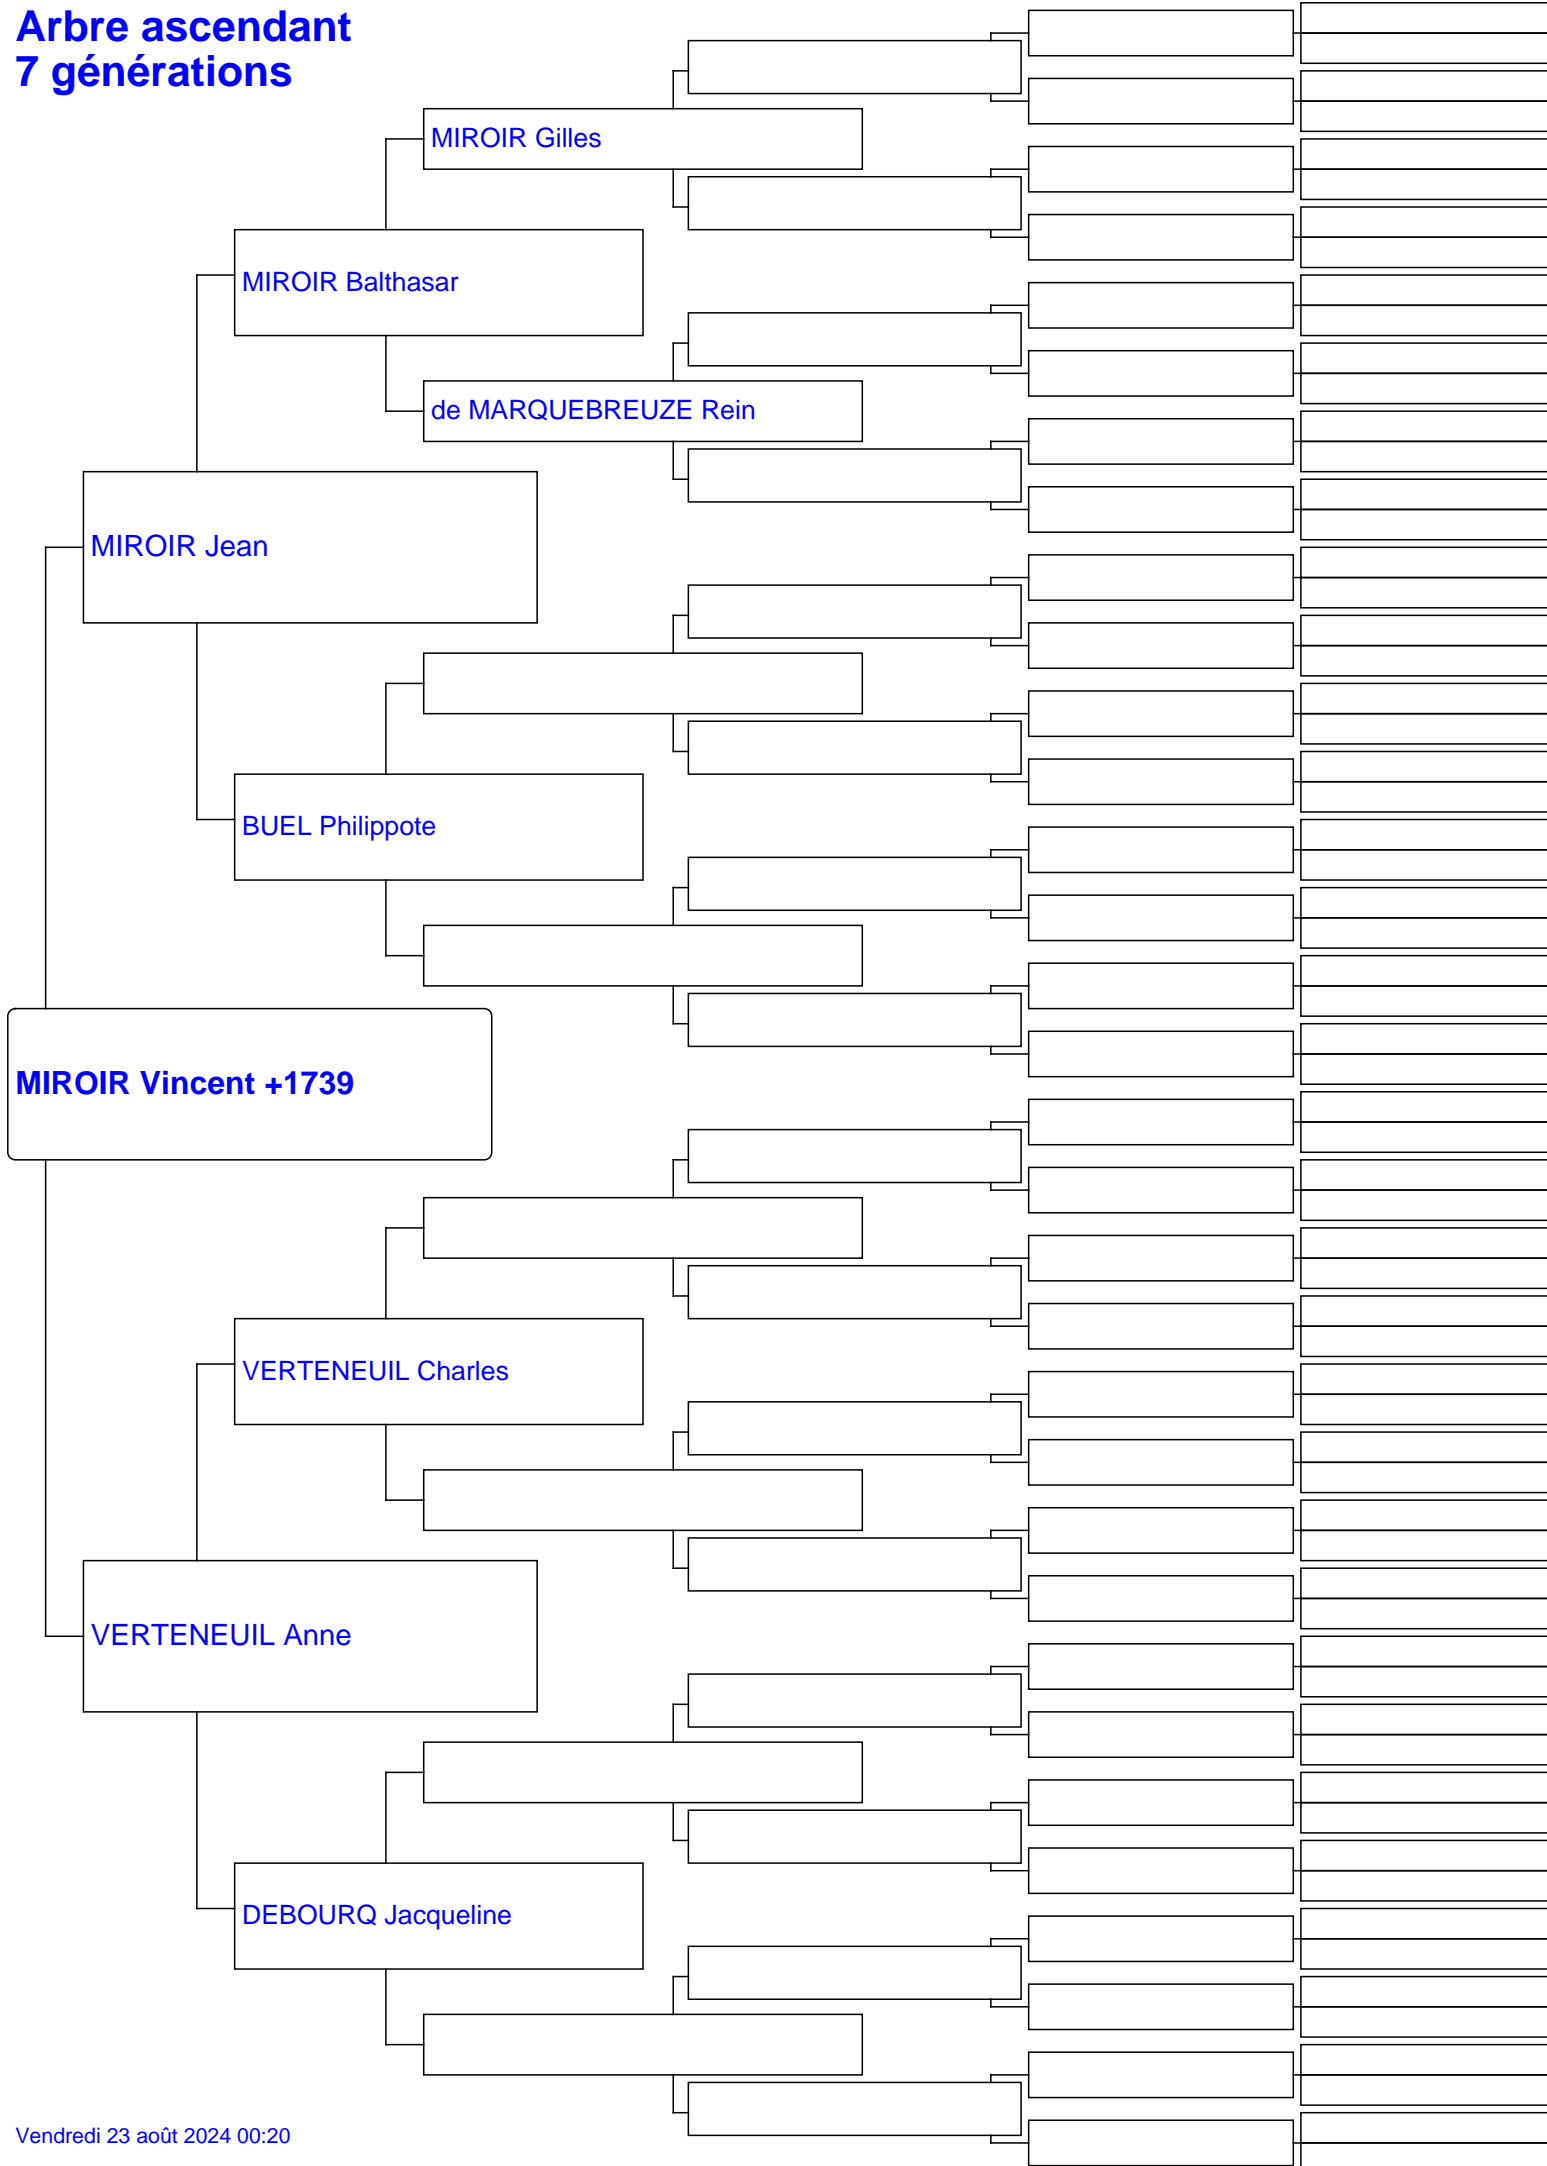 Arbre ascendant
7 générations
MIROIR Gilles
MIROIR Balthasar
de MARQUEBREUZE Rein
MIROIR Jean
BUEL Philippote
MIROIR Vincent +1739
VERTENEUIL Charles
VERTENEUIL Anne
DEBOURQ Jacqueline
Vendredi 23 août 2024 00:20